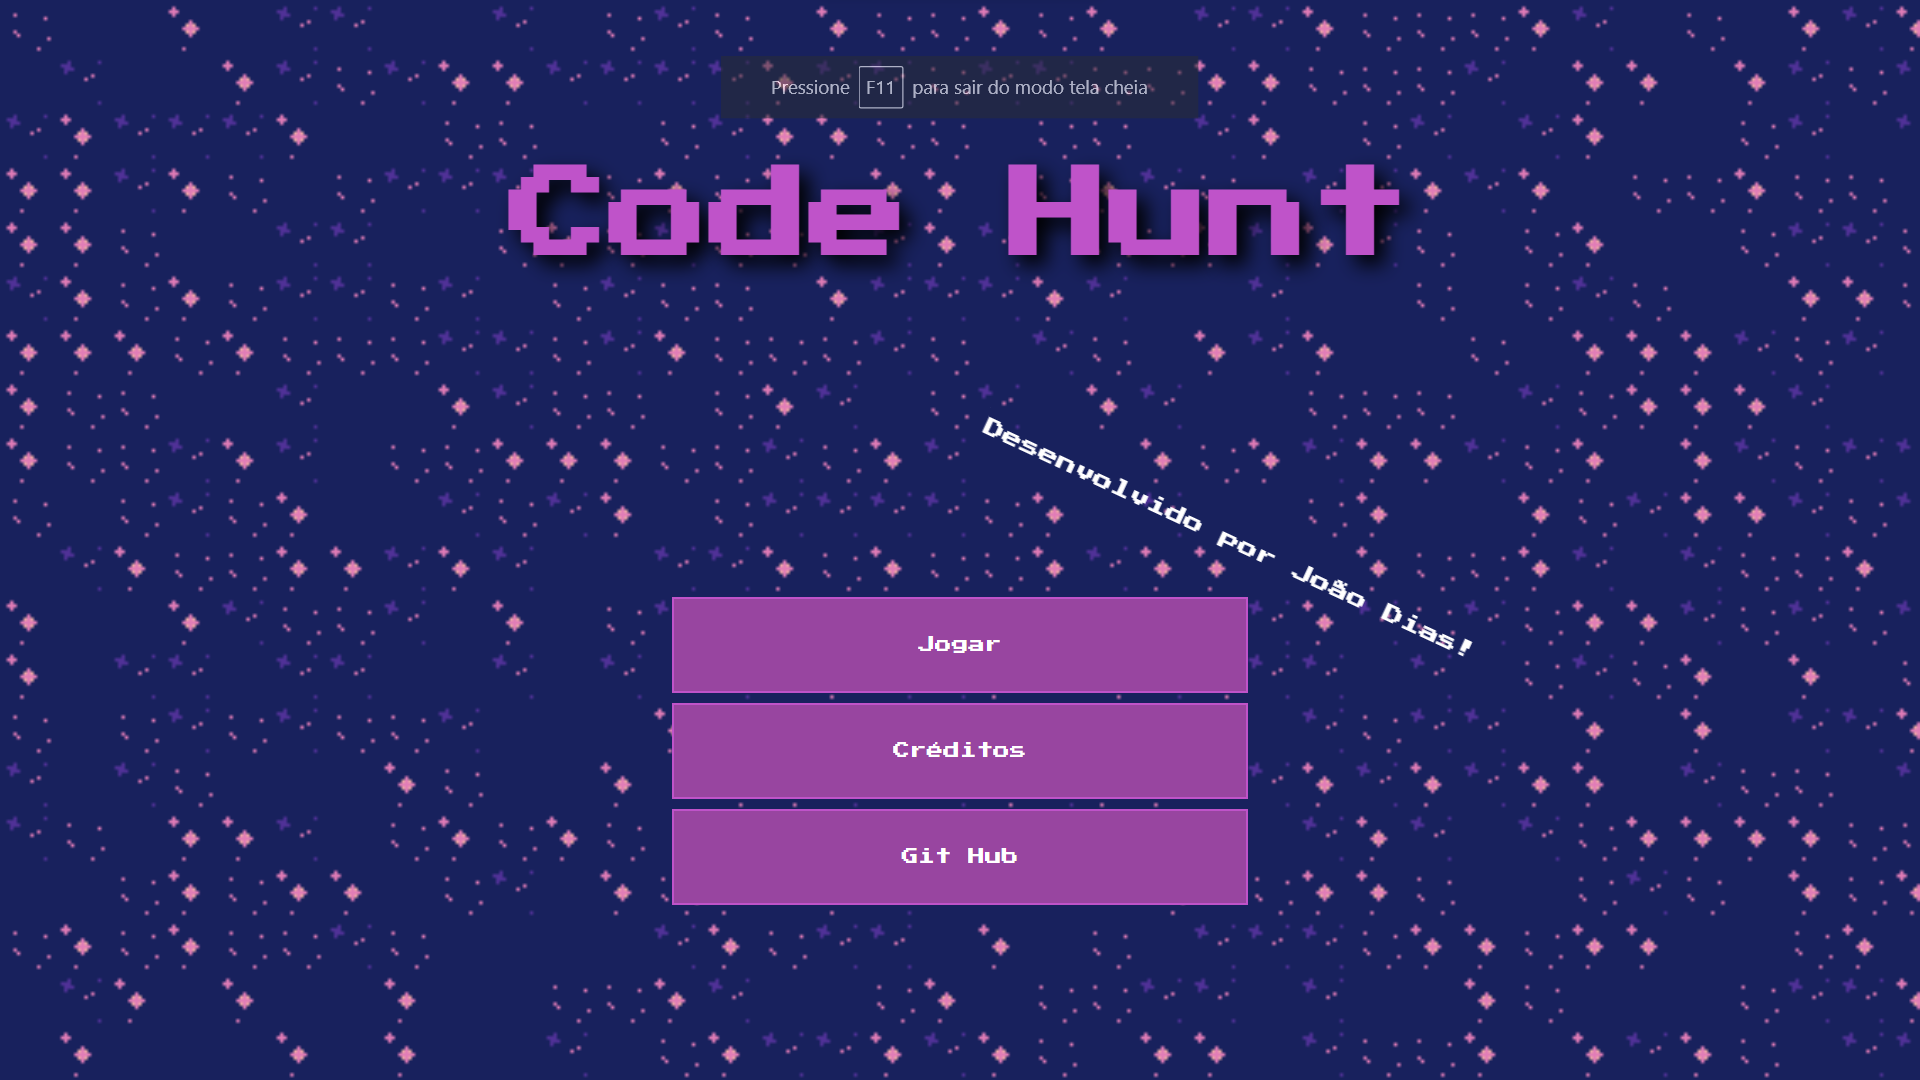 Pressione F11 para sair do modo tela cheia
Code Hunt
Desenvolvido por João Dias!
Jogar
Créditos
Git Hub